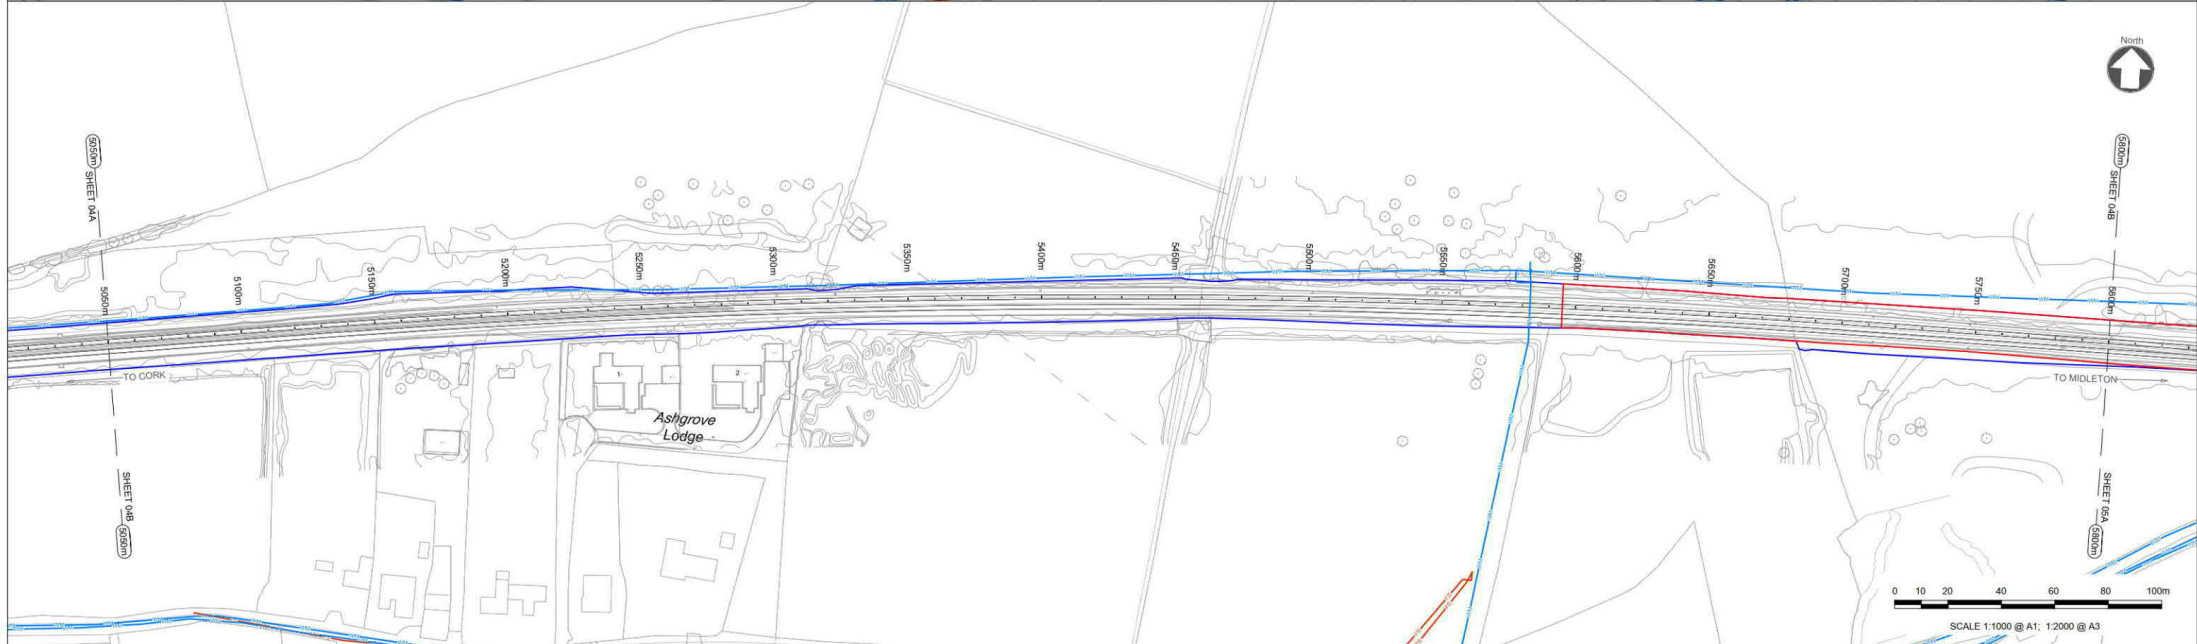 North
5050m
SHEET 04A
5800m
SHEET 04B
5050m
5100m
5150m
5200m
5250m
5300m
5350m
5400m
5450m
5500m
5550m
5600m
5650m
5700m
5750m
5800m
TO CORK
TO MIDLETON
1
2
Ashgrove
Lodge
SHEET 04B
5050m
SHEET 05A
5800m
0 10 20 40 60 80 100m
SCALE 1:1000 @ A1; 1:2000 @ A3